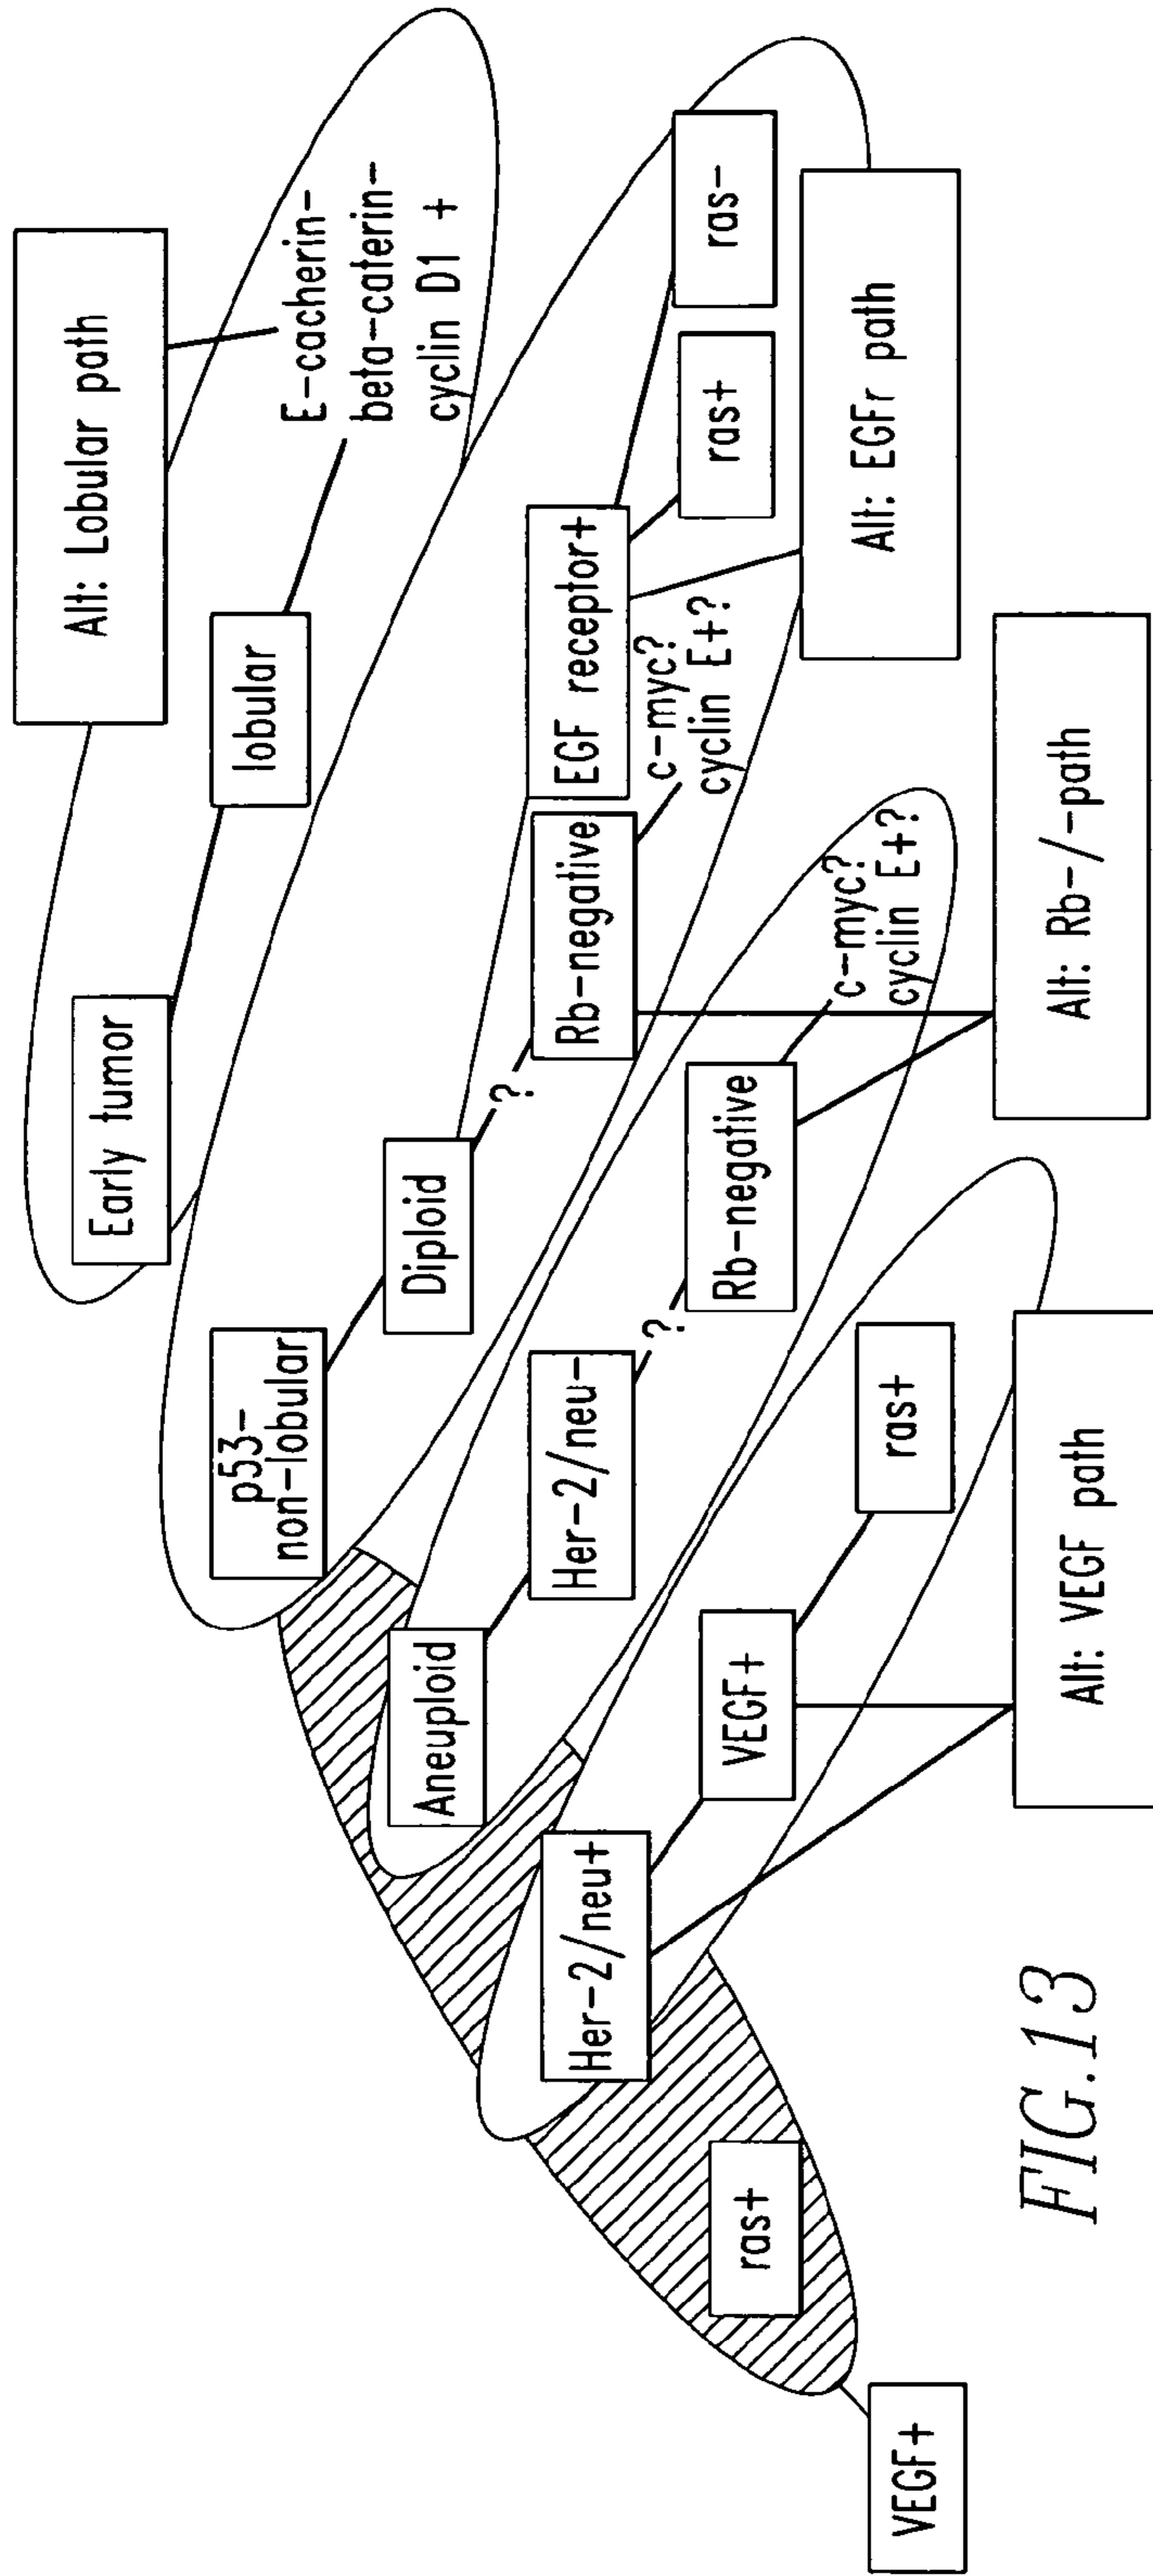 Alt: Lobular path
Early tumor
lobular
E-cacherin-
beta-caterin-
cyclin D1 +
p53-
non-lobular
Diploid
?
Rb-negative
c-myc?
cyclin E+?
EGF receptor+
ras+
ras-
Alt: EGFr path
Aneuploid
Her-2/neu-
?
Rb-negative
c-myc?
cyclin E+?
Alt: Rb-/-path
Her-2/neu+
VEGF+
ras+
Alt: VEGF path
ras+
VEGF+
FIG.13